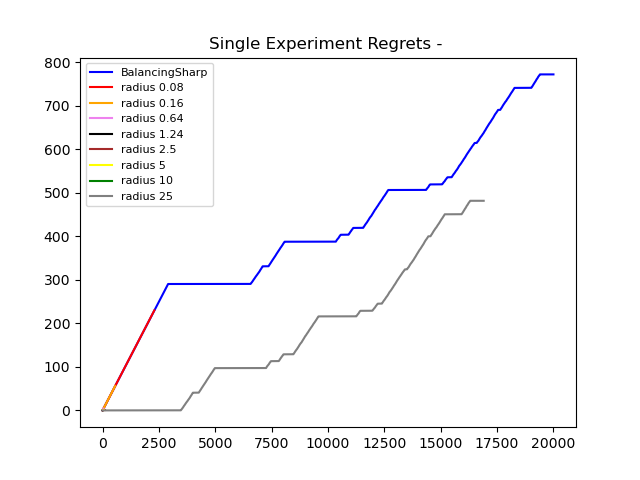 Single Experiment Regrets -
800
700
600
500
400
300
200
100
0
BalancingSharp
radius 0.08
radius 0.16
radius 0.64
radius 1.24
radius 2.5
radius 5
radius 10
radius 25
0 2500 5000 7500 10000 12500 15000 17500 20000